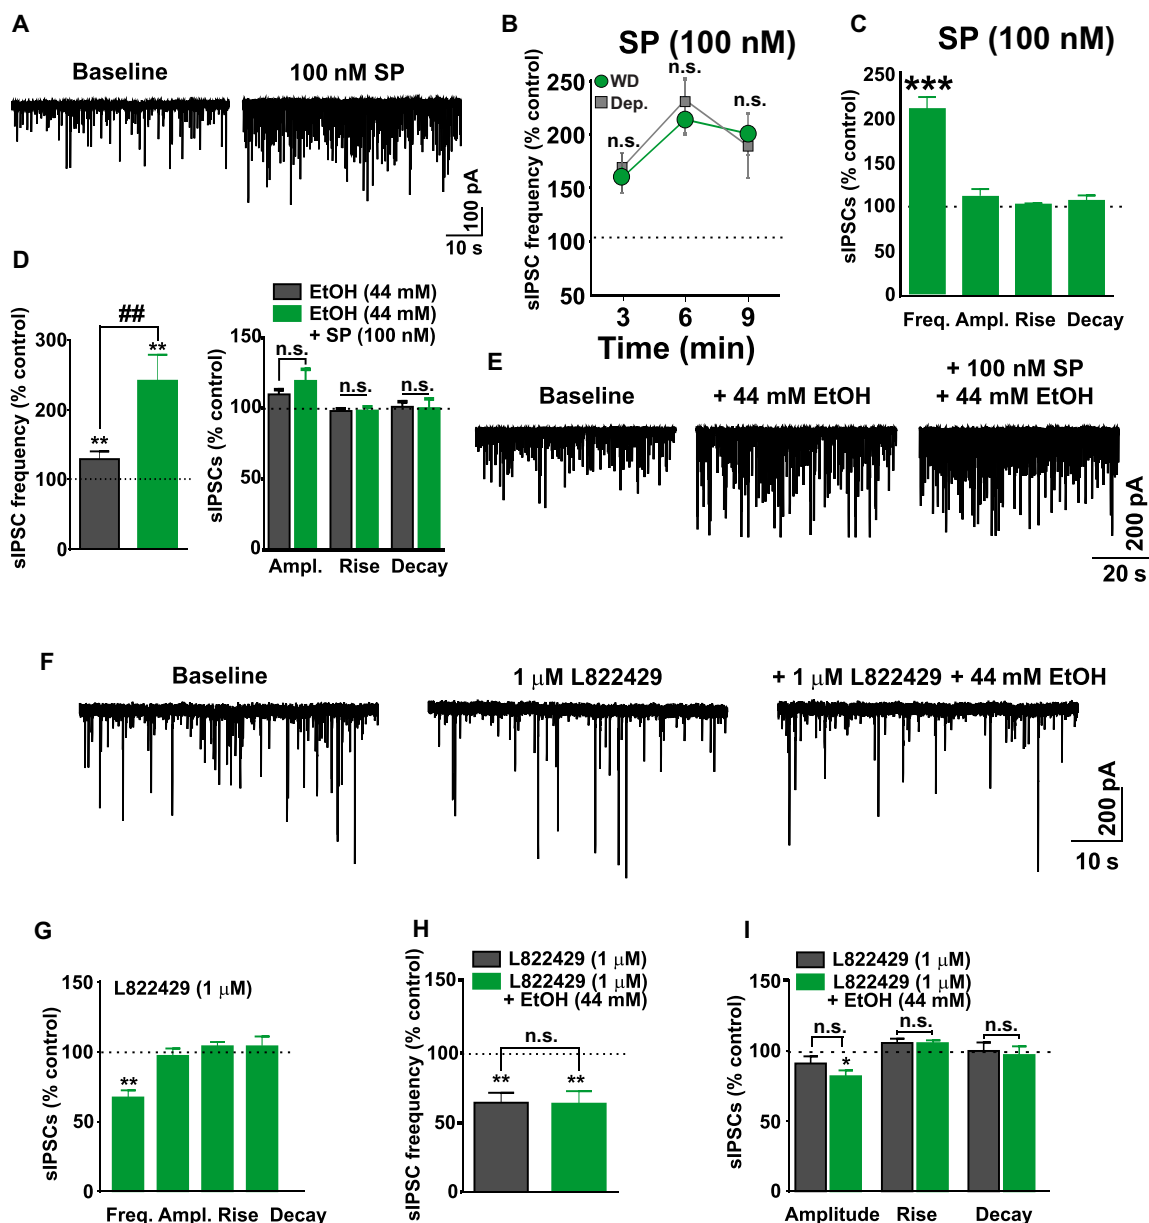 A
Baseline
100 nM SP
100 pA
10 s
B
SP (100 nM)
sIPSC frequency (% control)
250
200
150
100
50
WD
Dep.
n.s.
n.s.
n.s.
3 6 9
Time (min)
C
SP (100 nM)
sIPSCs (% control)
250
200
150
100
50
0
***
Freq. Ampl. Rise Decay
D
sIPSC frequency (% control)
300
200
100
0
##
**
**
EtOH (44 mM)
EtOH (44 mM)
+ SP (100 nM)
sIPSCs (% control)
150
100
50
0
n.s.
n.s.
n.s.
Ampl. Rise Decay
E
Baseline
+ 44 mM EtOH
+ 100 nM SP
+ 44 mM EtOH
200 pA
20 s
F
Baseline
1 μM L822429
+ 1 μM L822429 + 44 mM EtOH
200 pA
10 s
G
L822429 (1 μM)
sIPSCs (% control)
150
100
50
0
**
Freq. Ampl. Rise Decay
H
L822429 (1 μM)
L822429 (1 μM)
+ EtOH (44 mM)
sIPSC freewuency (% control)
150
100
50
0
n.s.
**
**
I
L822429 (1 μM)
L822429 (1 μM)
+ EtOH (44 mM)
sIPSCs (% control)
150
100
50
0
n.s.
n.s.
n.s.
*
Amplitude Rise Decay